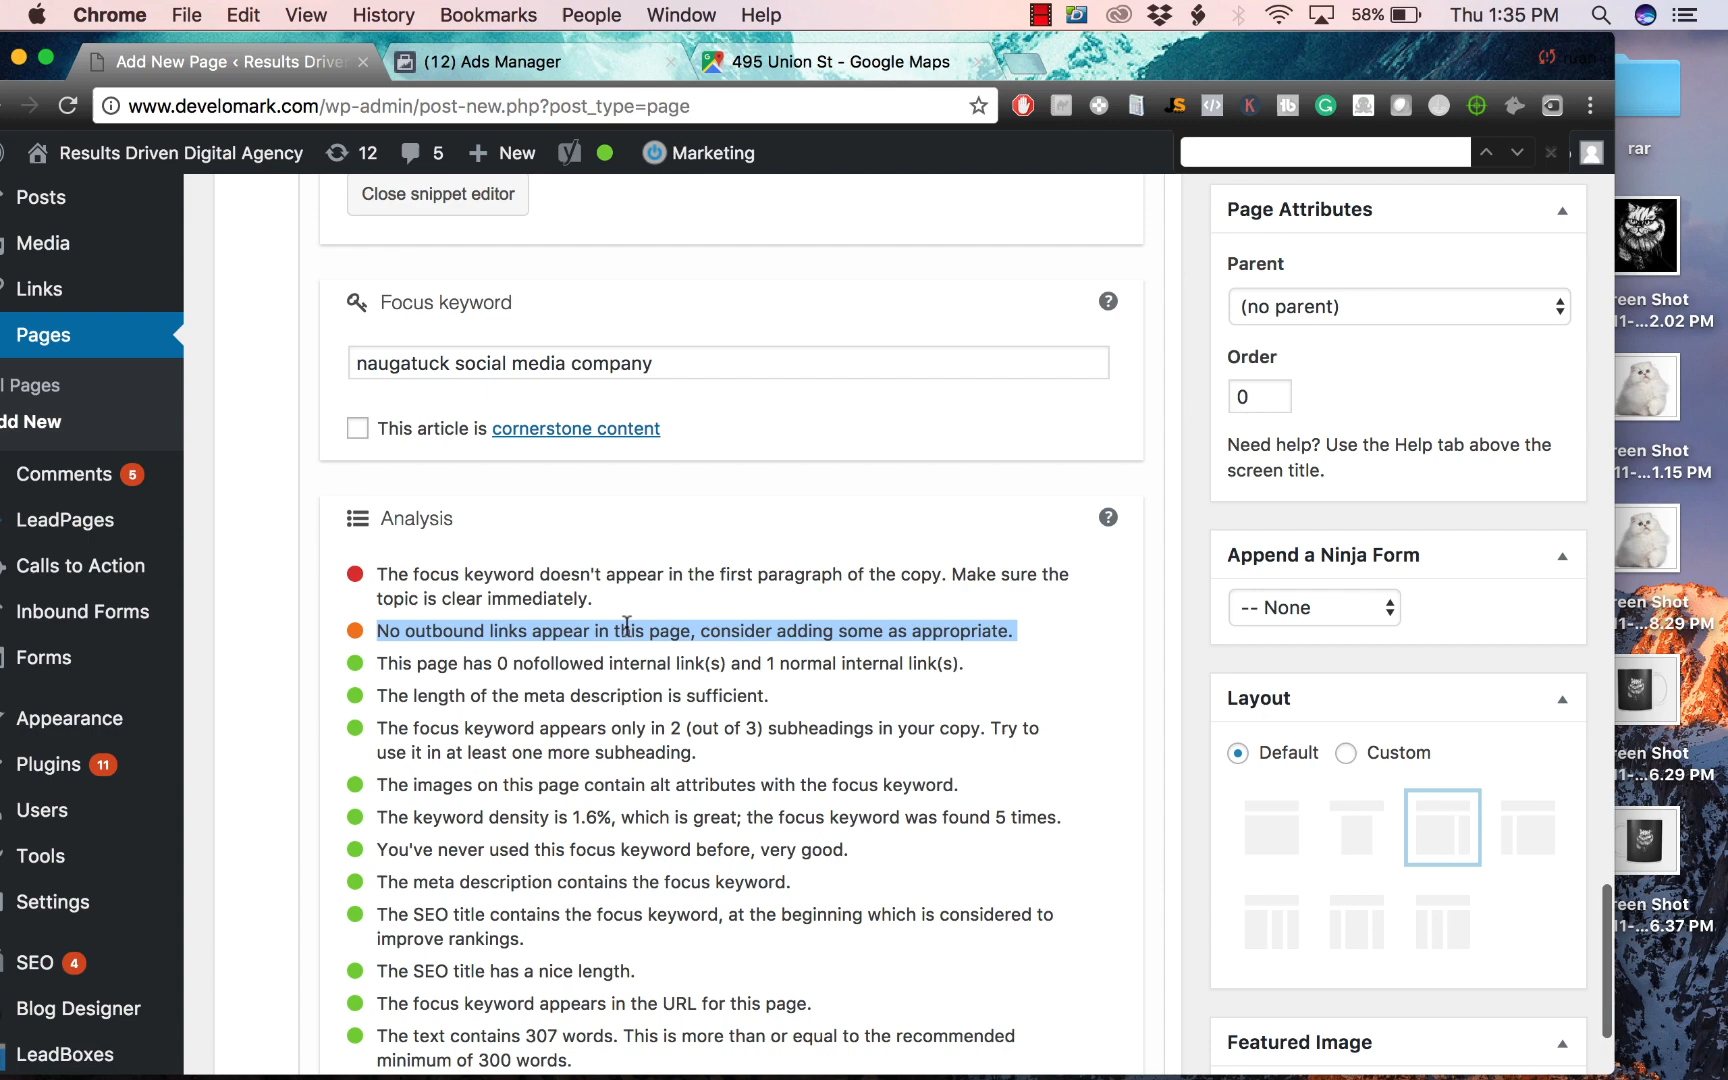 Chrome File Edit View History Bookmarks People Window Help 58% Thu 1:35 PM
Add New Page ‹ Results Driven
(12) Ads Manager
495 Union St - Google Maps
www.develomark.com/wp-admin/post-new.php?post_type=page
Results Driven Digital Agency 12 5 New Marketing
Posts
Media
Links
Pages
l Pages
dd New
Comments 5
LeadPages
Calls to Action
Inbound Forms
Forms
Appearance
Plugins 11
Users
Tools
Settings
SEO 4
Blog Designer
LeadBoxes
Close snippet editor
Focus keyword
naugatuck social media company
This article is cornerstone content
Analysis
The focus keyword doesn't appear in the first paragraph of the copy. Make sure the
topic is clear immediately.
No outbound links appear in this page, consider adding some as appropriate.
This page has 0 nofollowed internal link(s) and 1 normal internal link(s).
The length of the meta description is sufficient.
The focus keyword appears only in 2 (out of 3) subheadings in your copy. Try to
use it in at least one more subheading.
The images on this page contain alt attributes with the focus keyword.
The keyword density is 1.6%, which is great; the focus keyword was found 5 times.
You've never used this focus keyword before, very good.
The meta description contains the focus keyword.
The SEO title contains the focus keyword, at the beginning which is considered to
improve rankings.
The SEO title has a nice length.
The focus keyword appears in the URL for this page.
The text contains 307 words. This is more than or equal to the recommended
minimum of 300 words.
Page Attributes
Parent
(no parent)
Order
0
Need help? Use the Help tab above the
screen title.
Append a Ninja Form
-- None
Layout
Default Custom
Featured Image
rar
reen Shot
11-...2.02 PM
reen Shot
11-...1.15 PM
reen Shot
11-...8.29 PM
reen Shot
11-...6.29 PM
reen Shot
11-...6.37 PM